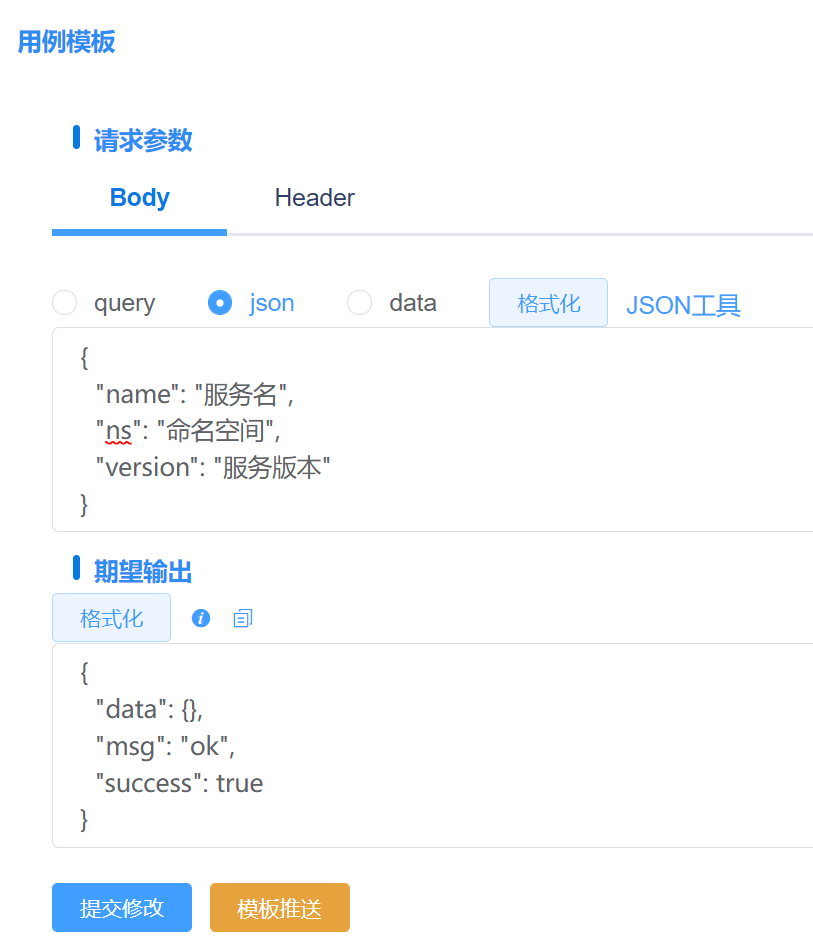 用例模板
请求参数
Body Header
query json data 格式化 JSON工具
{
"name": "服务名",
"ns": "命名空间",
"version": "服务版本"
}
期望输出
格式化
{
"data": {},
"msg": "ok",
"success": true
}
提交修改 模板推送